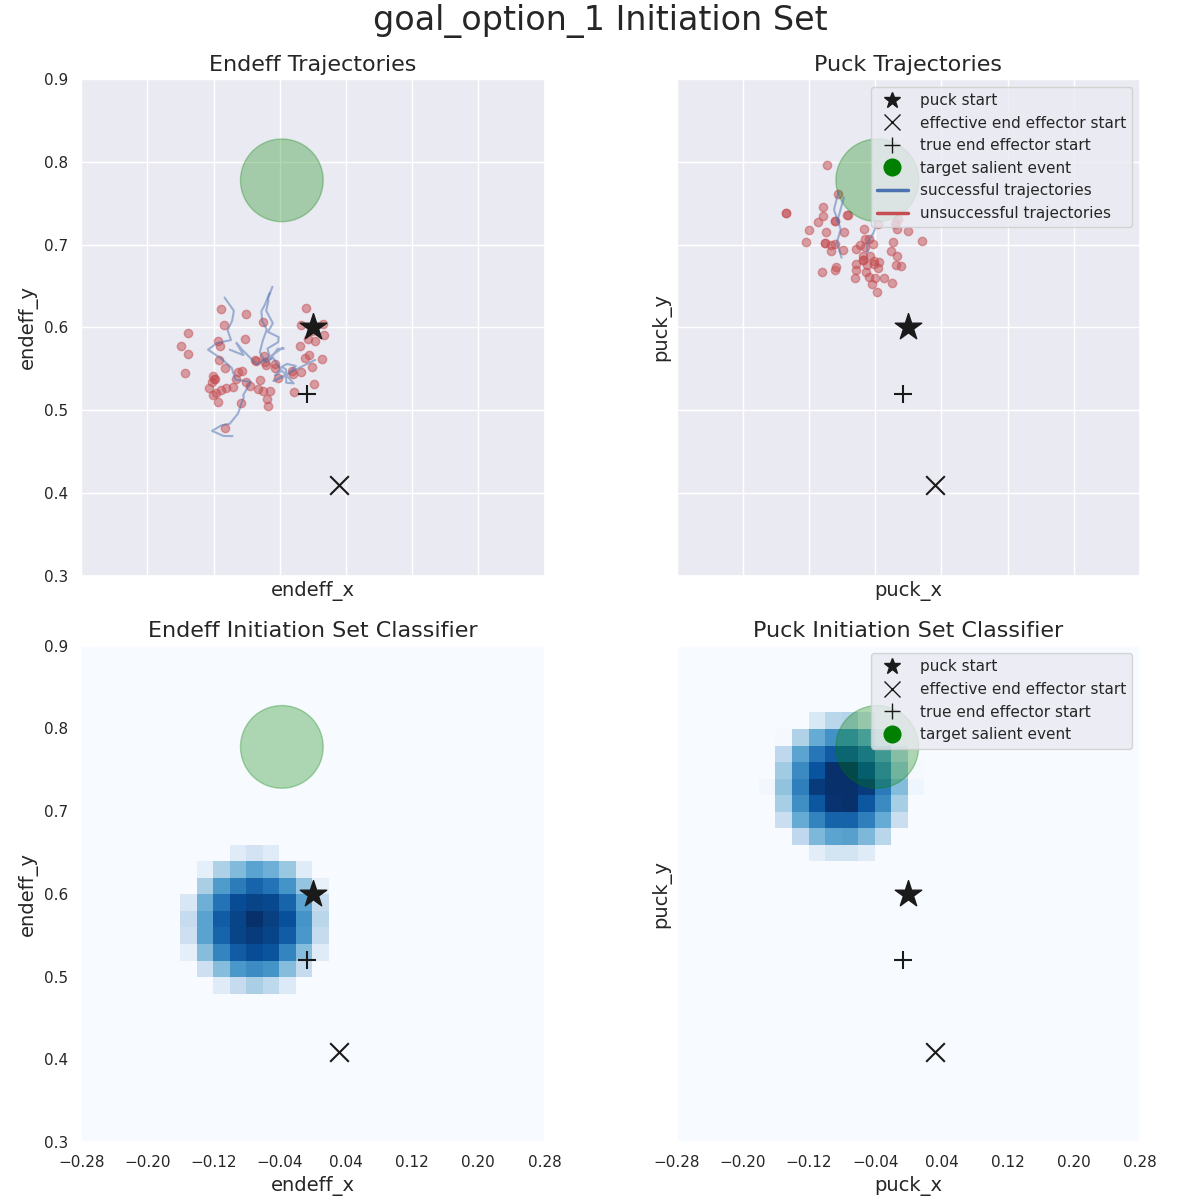 goal_option_1 Initiation Set
Endeff Trajectories
endeff_y
0.9
0.8
0.7
0.6
0.5
0.4
0.3
endeff_x
Puck Trajectories
puck start
effective end effector start
true end effector start
target salient event
successful trajectories
unsuccessful trajectories
puck_y
puck_x
Endeff Initiation Set Classifier
endeff_y
0.9
0.8
0.7
0.6
0.5
0.4
0.3
−0.28 −0.20 −0.12 −0.04 0.04 0.12 0.20 0.28
endeff_x
Puck Initiation Set Classifier
puck start
effective end effector start
true end effector start
target salient event
puck_y
−0.28 −0.20 −0.12 −0.04 0.04 0.12 0.20 0.28
puck_x